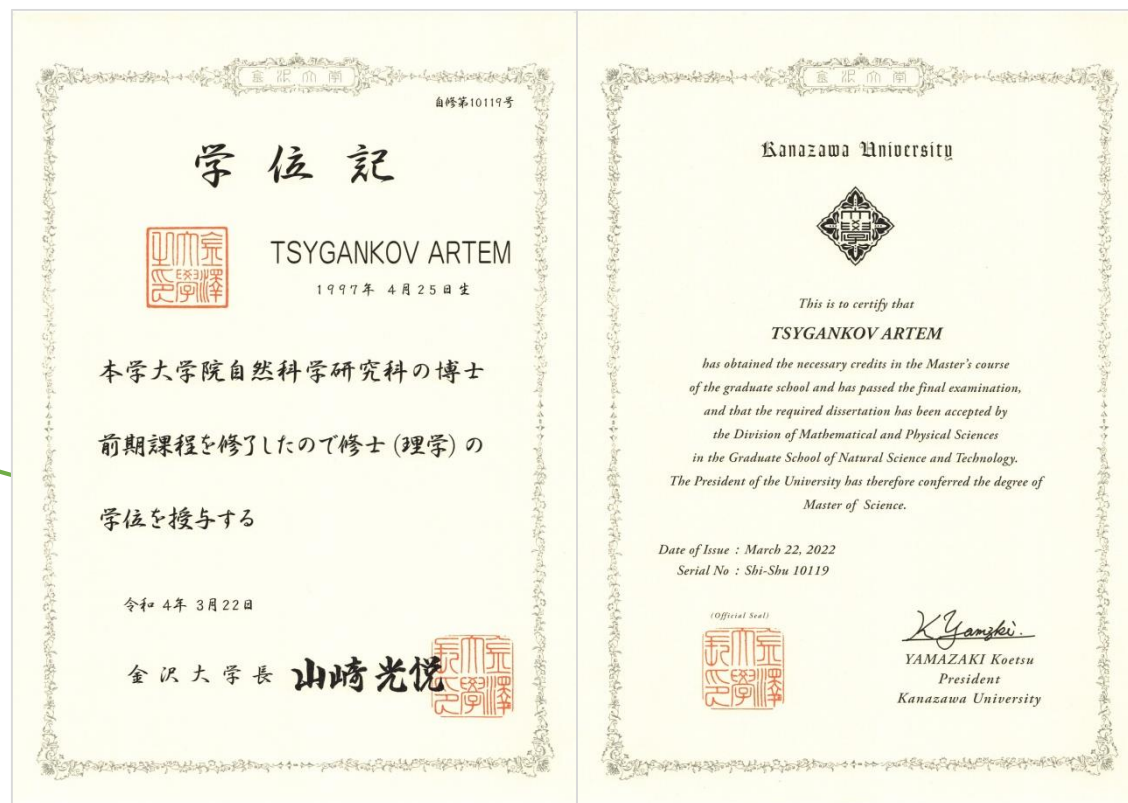 金沢大学
自修第10119号
学位記
TSYGANKOV ARTEM
1997年 4月25日生
本学大学院自然科学研究科の博士
前期課程を修了したので修士(理学)の
学位を授与する
令和 4年 3月22日
金沢大学長 山崎光悦
金沢大学
Kanazawa University
This is to certify that
TSYGANKOV ARTEM
has obtained the necessary credits in the Master's course
of the graduate school and has passed the final examination,
and that the required dissertation has been accepted by
the Division of Mathematical and Physical Sciences
in the Graduate School of Natural Science and Technology.
The President of the University has therefore conferred the degree of
Master of Science.
Date of Issue : March 22, 2022
Serial No : Shi-Shu 10119
(Official Seal)
YAMAZAKI Koetsu
President
Kanazawa University